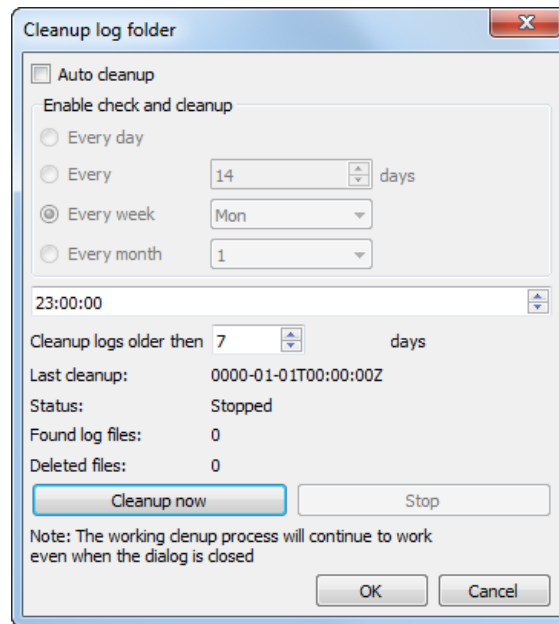 Cleanup log folder
Auto cleanup
Enable check and cleanup
Every day
Every 14 days
Every week Mon
Every month 1
23:00:00
Cleanup logs older then 7 days
Last cleanup: 0000-01-01T00:00:00Z
Status: Stopped
Found log files: 0
Deleted files: 0
Cleanup now Stop
Note: The working clenup process will continue to work
even when the dialog is closed
OK Cancel